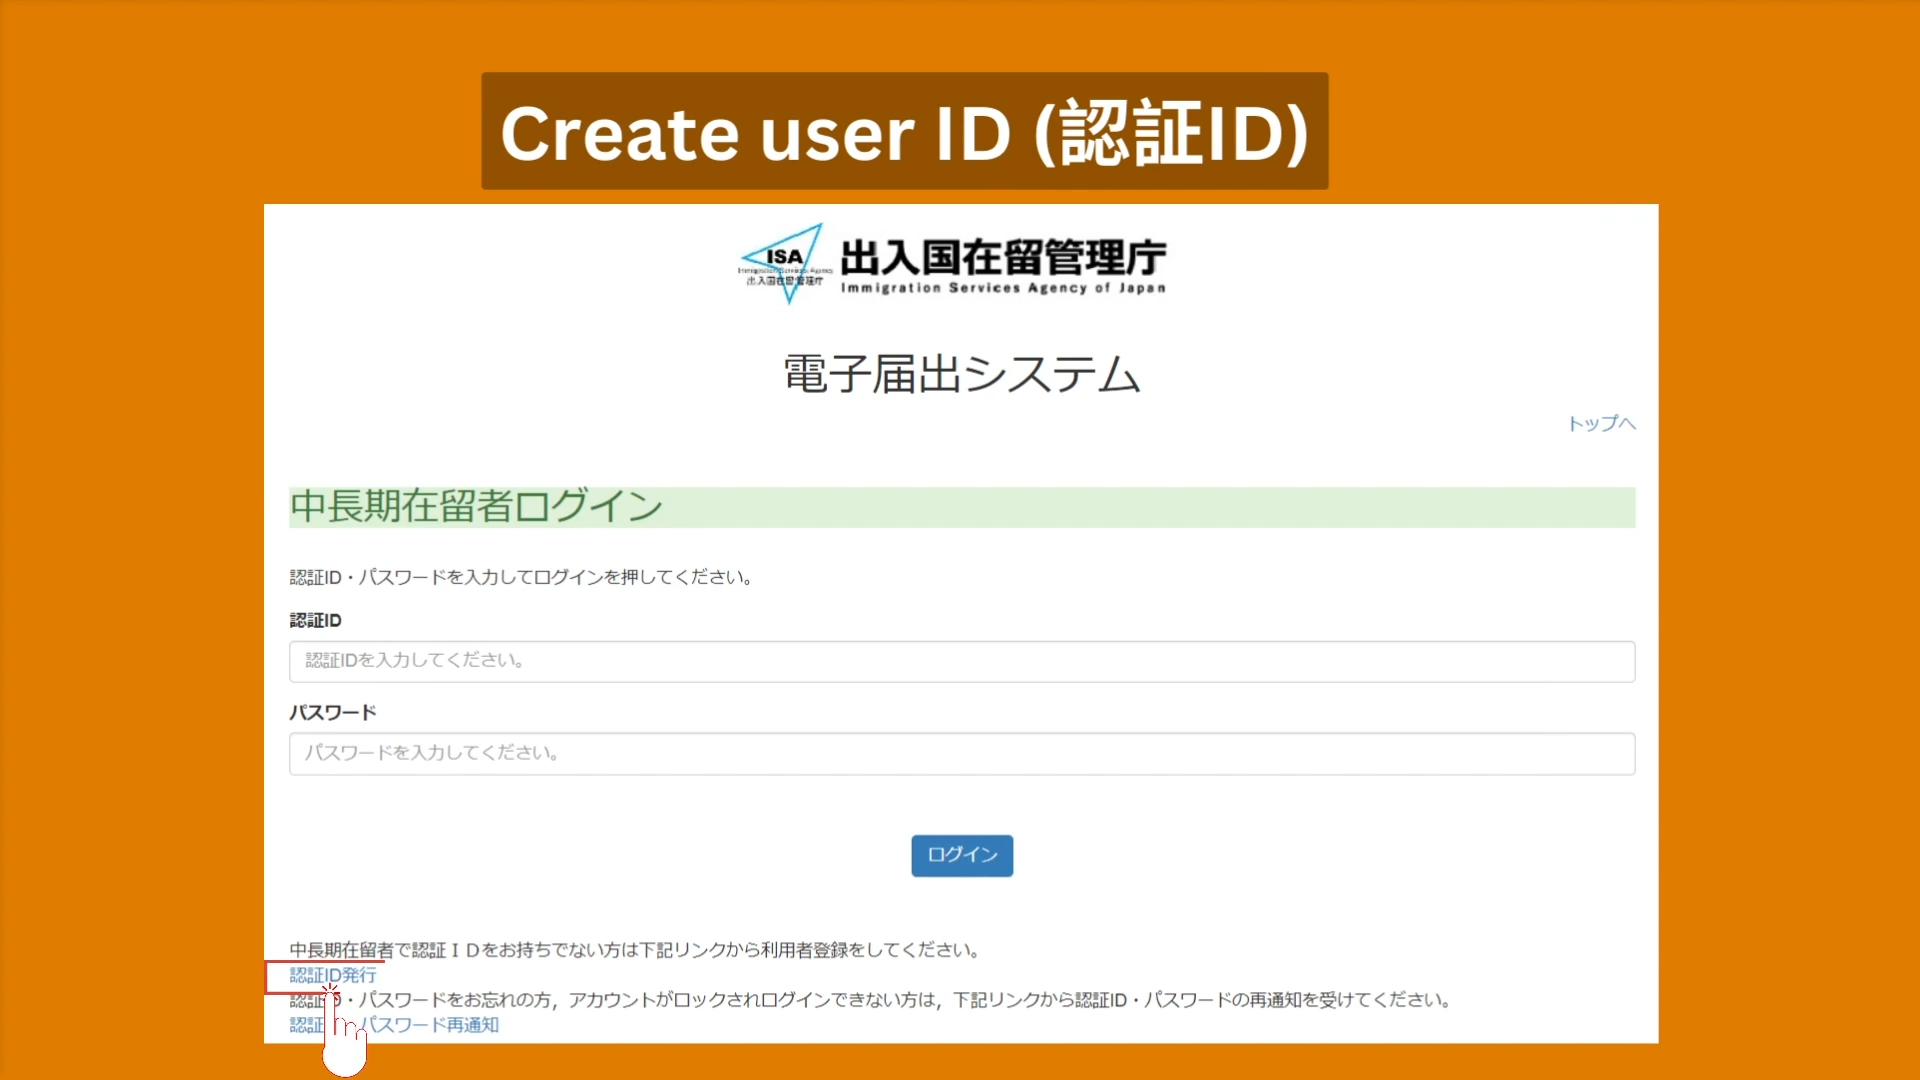 Create user ID (認証ID)
ISA
Immigration Services Agency
出入国在留管理庁
出入国在留管理庁
Immigration Services Agency of Japan
電子届出システム
トップへ
中長期在留者ログイン
認証ID・パスワードを入力してログインを押してください。
認証ID
認証IDを入力してください。
パスワード
パスワードを入力してください。
ログイン
中長期在留者で認証ＩＤをお持ちでない方は下記リンクから利用者登録をしてください。
認証ID発行
認証ID・パスワードをお忘れの方，アカウントがロックされログインできない方は，下記リンクから認証ID・パスワードの再通知を受けてください。
認証 パスワード再通知